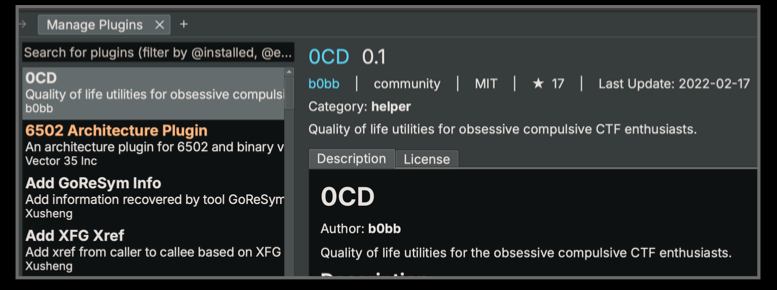 Manage Plugins
Search for plugins (filter by @installed, @e...
0CD
Quality of life utilities for obsessive compulsi
b0bb
6502 Architecture Plugin
An architecture plugin for 6502 and binary v
Vector 35 Inc
Add GoReSym Info
Add information recovered by tool GoReSym
Xusheng
Add XFG Xref
Add xref from caller to callee based on XFG
Xusheng
0CD 0.1
b0bb | community | MIT | ★ 17 | Last Update: 2022-02-17
Category: helper
Quality of life utilities for obsessive compulsive CTF enthusiasts.
Description License
0CD
Author: b0bb
Quality of life utilities for the obsessive compulsive CTF enthusiasts.